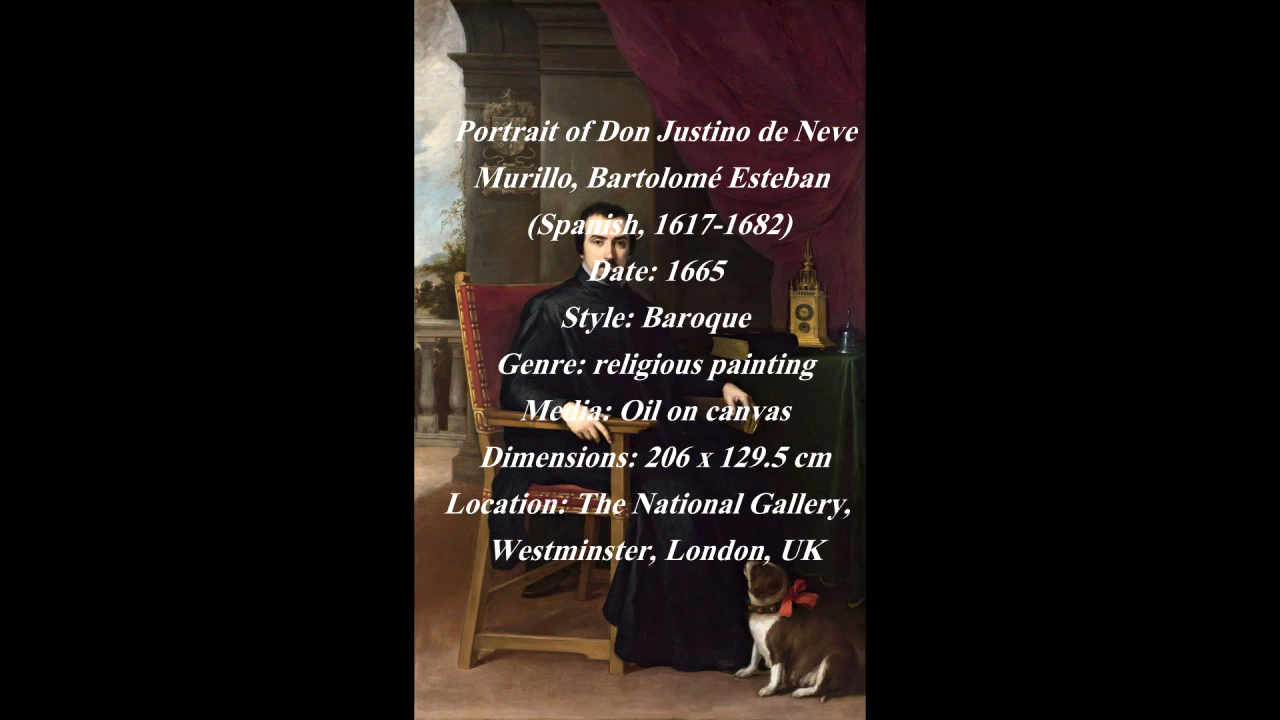 Portrait of Don Justino de Neve
Murillo, Bartolomé Esteban
(Spanish, 1617-1682)
Date: 1665
Style: Baroque
Genre: religious painting
Media: Oil on canvas
Dimensions: 206 x 129.5 cm
Location: The National Gallery,
Westminster, London, UK